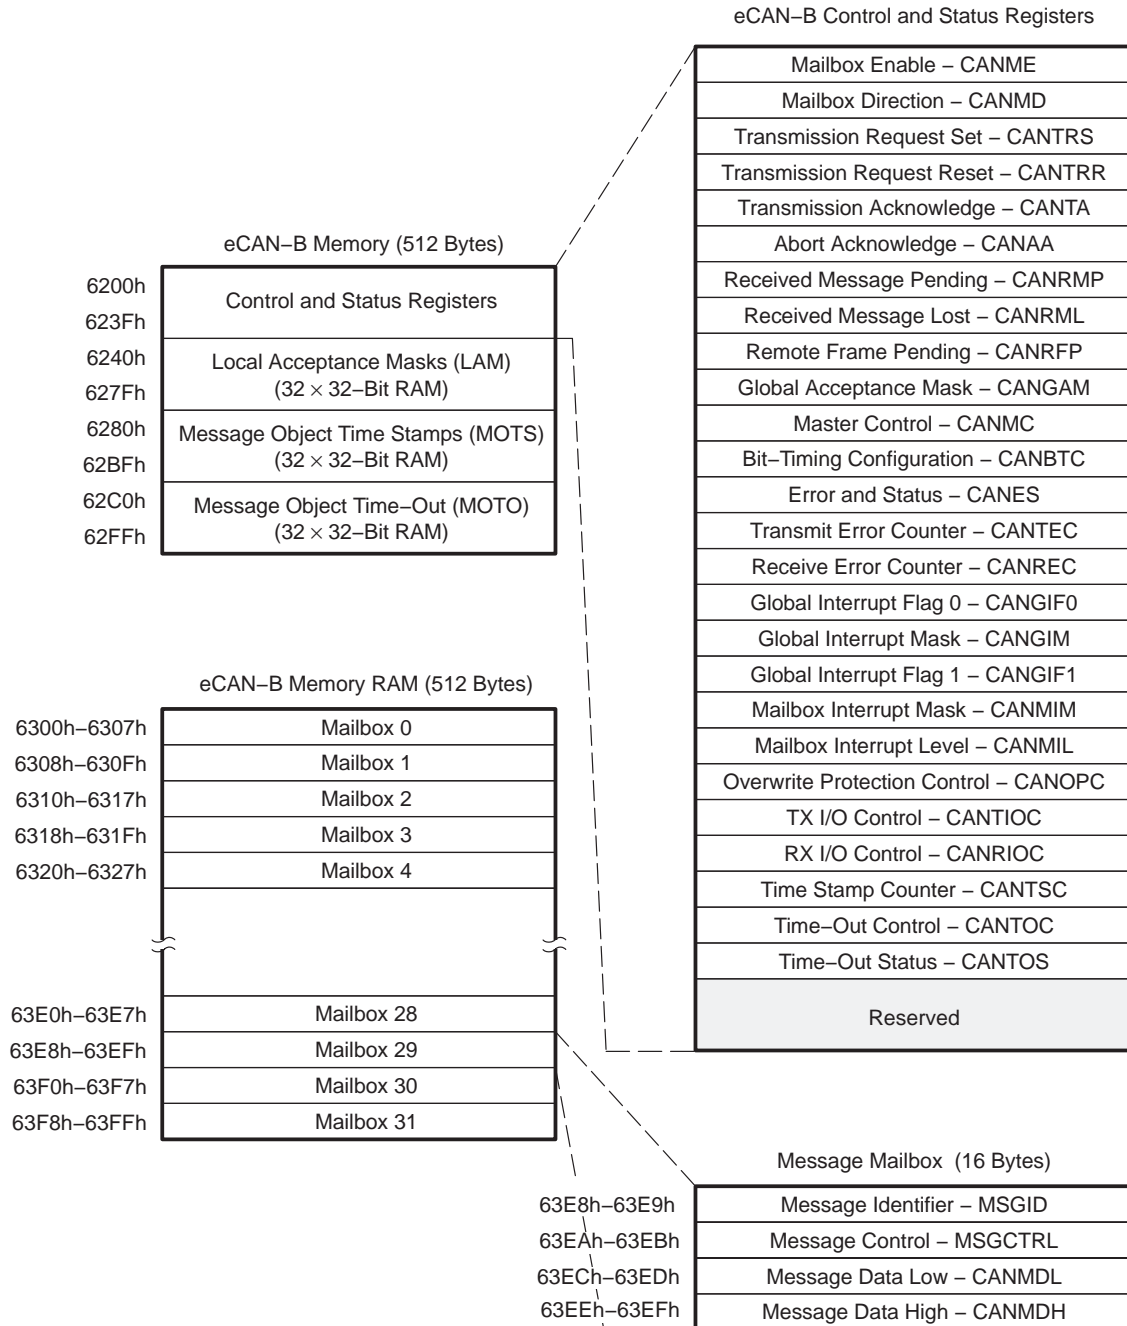 eCAN−B Control and Status Registers
Mailbox Enable − CANME
Mailbox Direction − CANMD
Transmission Request Set − CANTRS
Transmission Request Reset − CANTRR
Transmission Acknowledge − CANTA
Abort Acknowledge − CANAA
Received Message Pending − CANRMP
Received Message Lost − CANRML
Remote Frame Pending − CANRFP
Global Acceptance Mask − CANGAM
Master Control − CANMC
Bit−Timing Configuration − CANBTC
Error and Status − CANES
Transmit Error Counter − CANTEC
Receive Error Counter − CANREC
Global Interrupt Flag 0 − CANGIF0
Global Interrupt Mask − CANGIM
Global Interrupt Flag 1 − CANGIF1
Mailbox Interrupt Mask − CANMIM
Mailbox Interrupt Level − CANMIL
Overwrite Protection Control − CANOPC
TX I/O Control − CANTIOC
RX I/O Control − CANRIOC
Time Stamp Counter − CANTSC
Time−Out Control − CANTOC
Time−Out Status − CANTOS
Reserved
eCAN−B Memory (512 Bytes)
6200h
Control and Status Registers
623Fh
6240h
Local Acceptance Masks (LAM)
(32 × 32−Bit RAM)
627Fh
6280h
Message Object Time Stamps (MOTS)
(32 × 32−Bit RAM)
62BFh
62C0h
Message Object Time−Out (MOTO)
(32 × 32−Bit RAM)
62FFh
eCAN−B Memory RAM (512 Bytes)
6300h−6307h Mailbox 0
6308h−630Fh Mailbox 1
6310h−6317h Mailbox 2
6318h−631Fh Mailbox 3
6320h−6327h Mailbox 4
63E0h−63E7h Mailbox 28
63E8h−63EFh Mailbox 29
63F0h−63F7h Mailbox 30
63F8h−63FFh Mailbox 31
Message Mailbox (16 Bytes)
63E8h−63E9h Message Identifier − MSGID
63EAh−63EBh Message Control − MSGCTRL
63ECh−63EDh Message Data Low − CANMDL
63EEh−63EFh Message Data High − CANMDH